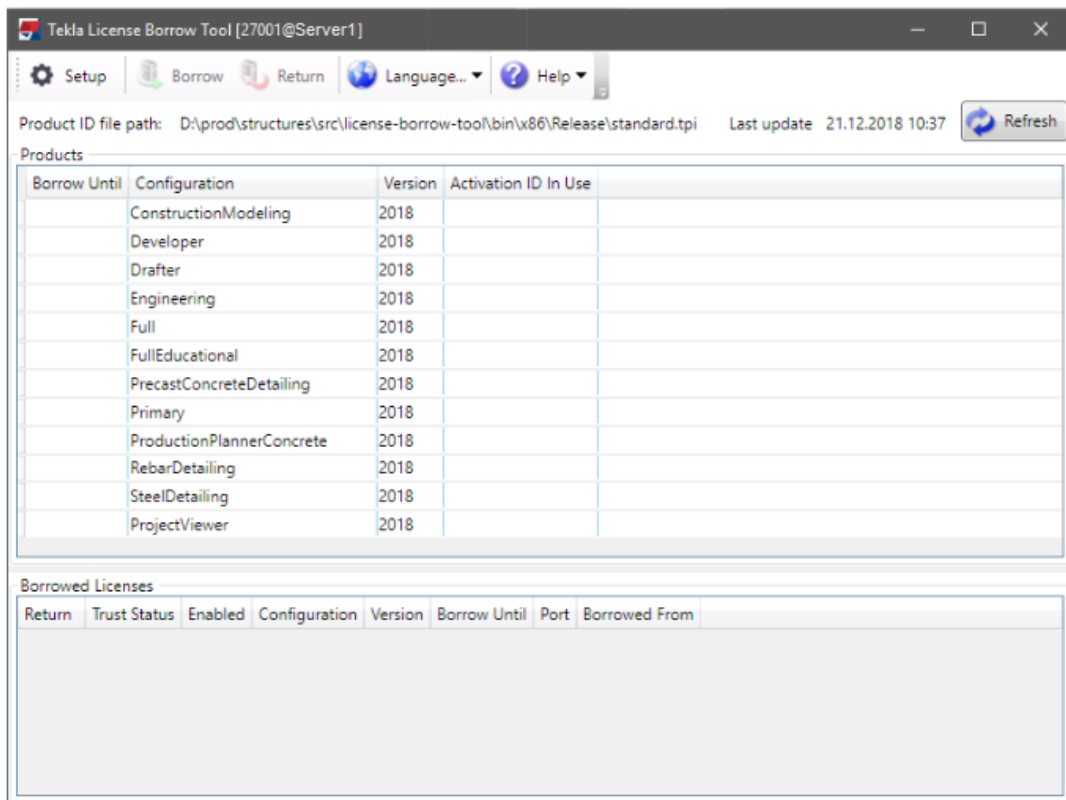 Tekla License Borrow Tool [27001@Server1]
Setup Borrow Return Language... Help
Product ID file path: D:\prod\structures\src\license-borrow-tool\bin\x86\Release\standard.tpi Last update 21.12.2018 10:37 Refresh
Products
Borrow Until Configuration Version Activation ID In Use
ConstructionModeling 2018
Developer 2018
Drafter 2018
Engineering 2018
Full 2018
FullEducational 2018
PrecastConcreteDetailing 2018
Primary 2018
ProductionPlannerConcrete 2018
RebarDetailing 2018
SteelDetailing 2018
ProjectViewer 2018
Borrowed Licenses
Return Trust Status Enabled Configuration Version Borrow Until Port Borrowed From